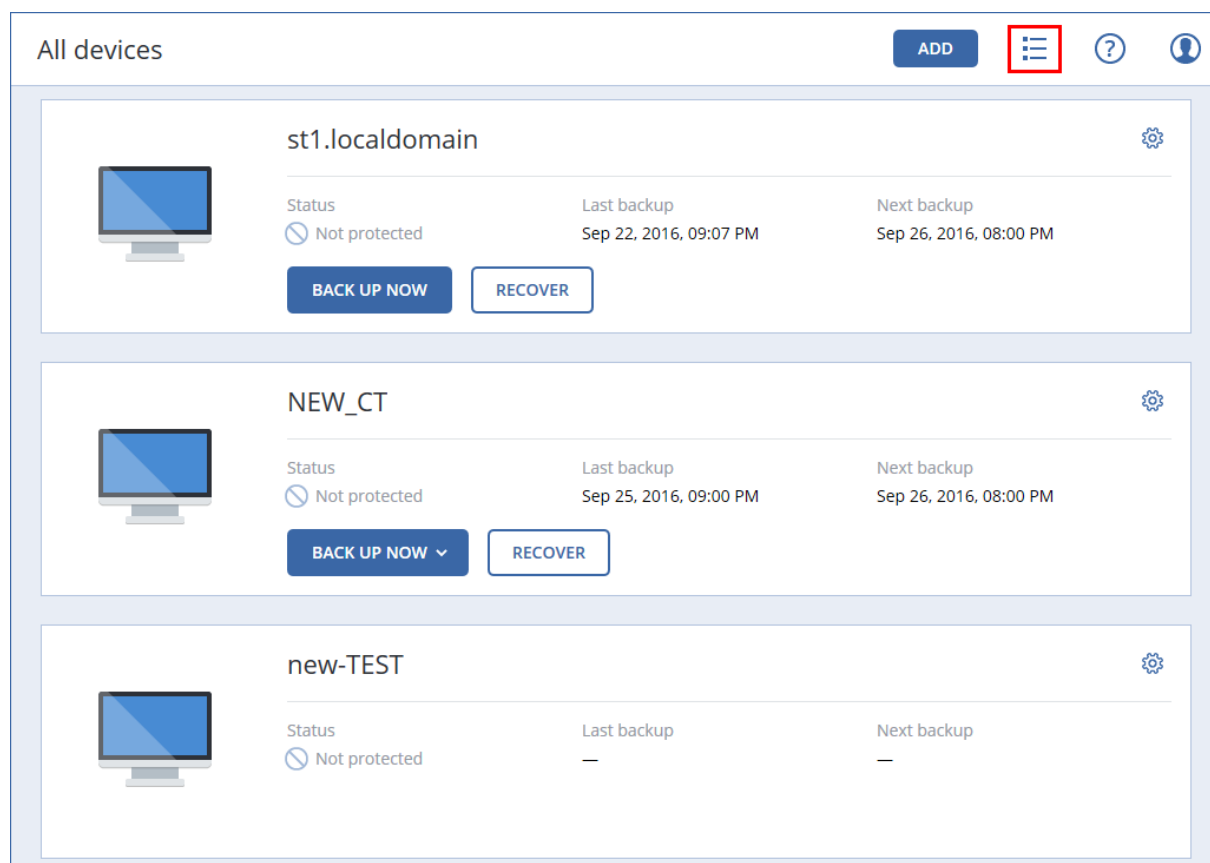 All devices
ADD
?
st1.localdomain
Status Last backup Next backup
Not protected Sep 22, 2016, 09:07 PM Sep 26, 2016, 08:00 PM
BACK UP NOW RECOVER
NEW_CT
Status Last backup Next backup
Not protected Sep 25, 2016, 09:00 PM Sep 26, 2016, 08:00 PM
BACK UP NOW RECOVER
new-TEST
Status Last backup Next backup
Not protected — —